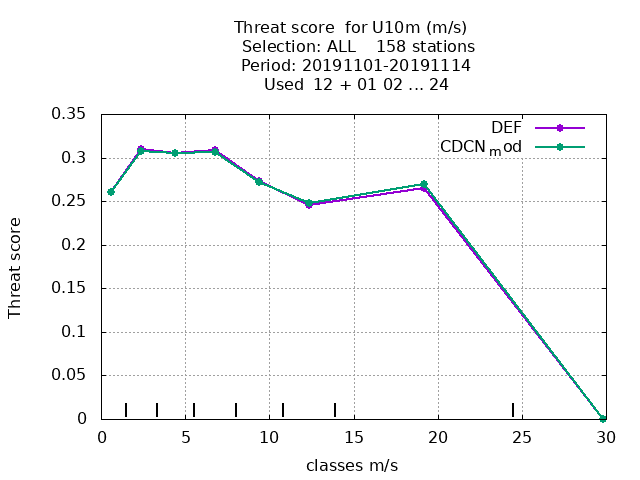 Threat score  for U10m (m/s)
Selection: ALL    158 stations
Period: 20191101-20191114
Used  12 + 01 02 ... 24
DEF
CDCNmod
Threat score
0.35
0.3
0.25
0.2
0.15
0.1
0.05
0
0 5 10 15 20 25 30
classes m/s